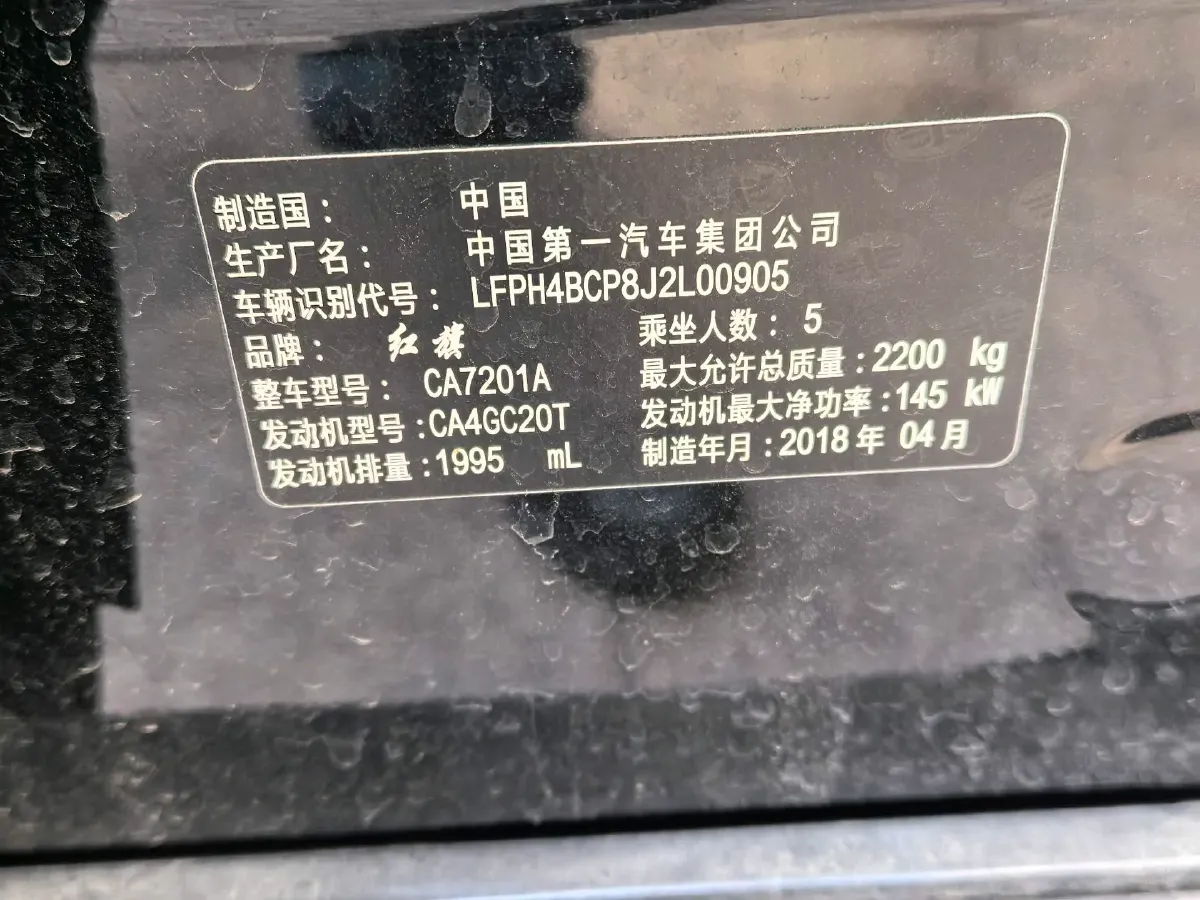 制造国： 中国
生产厂名： 中国第一汽车集团公司
车辆识别代号： LFPH4BCP8J2L00905
品牌： 红旗 乘坐人数： 5
整车型号： CA7201A 最大允许总质量：2200 kg
发动机型号：CA4GC20T 发动机最大净功率：145 kW
发动机排量：1995 mL 制造年月：2018年 04月